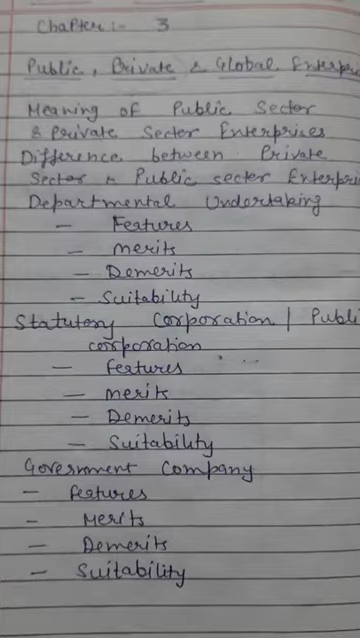 Chapter:- 3
Public, Private & Global Enterpri
Meaning of Public Sector
& Private Sector Enterprises
Difference between Private
Sector & Public sector Enterpri
Departmental Undertaking
- Features
- Merits
- Demerits
- Suitability
Statutory Corporation | Publi
corporation
- Features
- Merits
- Demerits
- Suitability
Government Company
- Features
- Merits
- Demerits
- Suitability